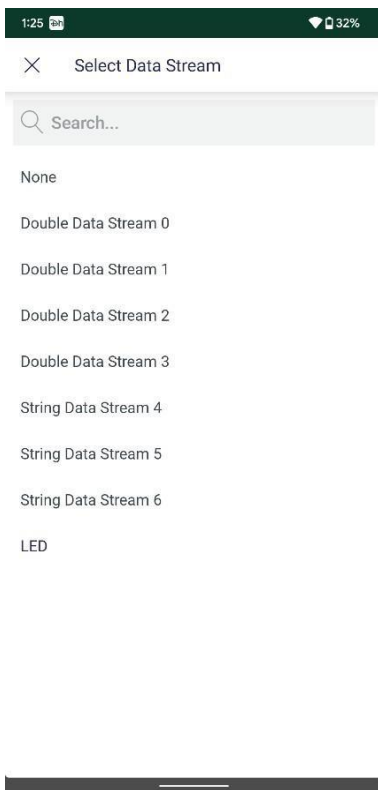 1:25 32%
Select Data Stream
Search...
None
Double Data Stream 0
Double Data Stream 1
Double Data Stream 2
Double Data Stream 3
String Data Stream 4
String Data Stream 5
String Data Stream 6
LED